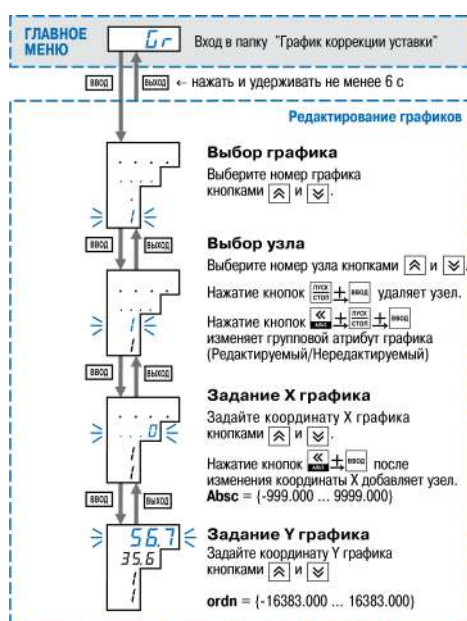 ГЛАВНОЕ
МЕНЮ
Gr
Вход в папку "График коррекции уставки"
ВВОД
ВЫХОД
← нажать и удерживать не менее 6 с
Редактирование графиков
Выбор графика
Выберите номер графика
кнопками и .
1
ВВОД
ВЫХОД
Выбор узла
Выберите номер узла кнопками и .
Нажатие кнопок ПУСК СТОП + ВВОД удаляет узел.
Нажатие кнопок + ПУСК СТОП + ВВОД
изменяет групповой атрибут графика
(Редактируемый/Нередактируемый)
1
1
ВВОД
ВЫХОД
Задание X графика
Задайте координату X графика
кнопками и .
Нажатие кнопок + ВВОД после
изменения координаты X добавляет узел.
Absc = {-999.000 ... 9999.000}
0
1
1
ВВОД
ВЫХОД
Задание Y графика
Задайте координату Y графика
кнопками и
ordn = {-16383.000 ... 16383.000}
56.7
35.6
1
1